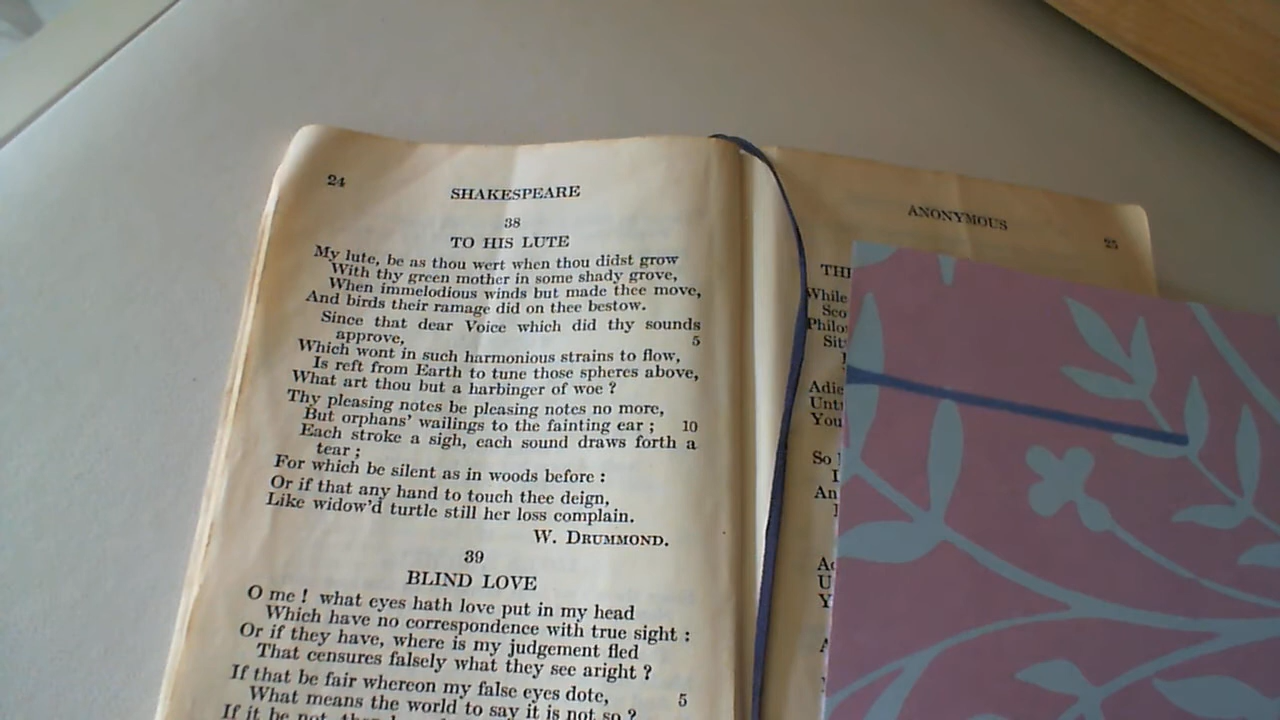 24
SHAKESPEARE
38
TO HIS LUTE
My lute, be as thou wert when thou didst grow
With thy green mother in some shady grove,
When immelodious winds but made thee move,
And birds their ramage did on thee bestow.
Since that dear Voice which did thy sounds
approve, 5
Which wont in such harmonious strains to flow,
Is reft from Earth to tune those spheres above,
What art thou but a harbinger of woe ?
Thy pleasing notes be pleasing notes no more,
But orphans' wailings to the fainting ear ; 10
Each stroke a sigh, each sound draws forth a
tear ;
For which be silent as in woods before :
Or if that any hand to touch thee deign,
Like widow'd turtle still her loss complain.
W. DRUMMOND.
39
BLIND LOVE
O me ! what eyes hath love put in my head
Which have no correspondence with true sight :
Or if they have, where is my judgement fled
That censures falsely what they see aright ?
If that be fair whereon my false eyes dote, 5
What means the world to say it is not so ?
If it be not,
ANONYMOUS
25
While
Sit
You
So